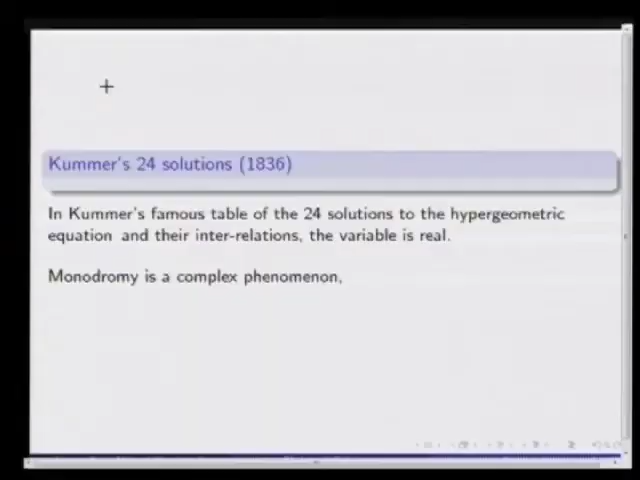 Kummer's 24 solutions (1836)
In Kummer's famous table of the 24 solutions to the hypergeometric
equation and their inter-relations, the variable is real.
Monodromy is a complex phenomenon,